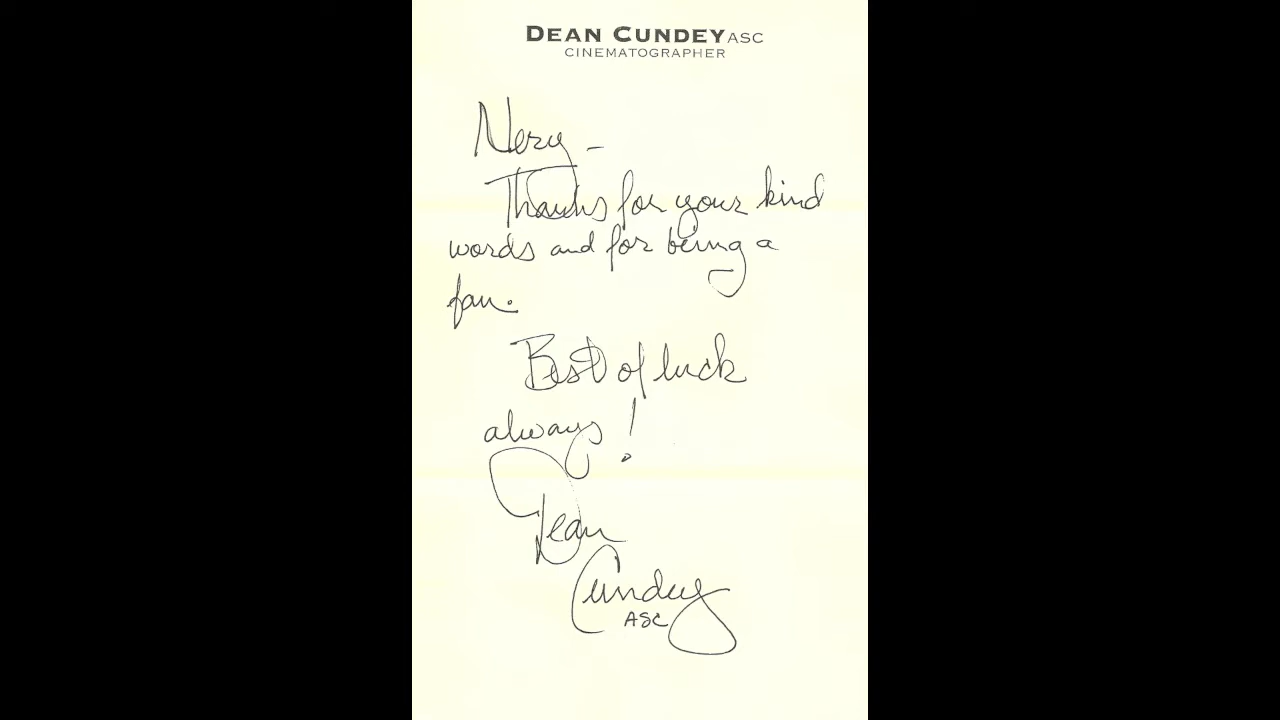 DEAN CUNDEY ASC
CINEMATOGRAPHER
Nery -
Thanks for your kind
words and for being a
fan.
Best of luck
always!
Dean
Cundey
ASC